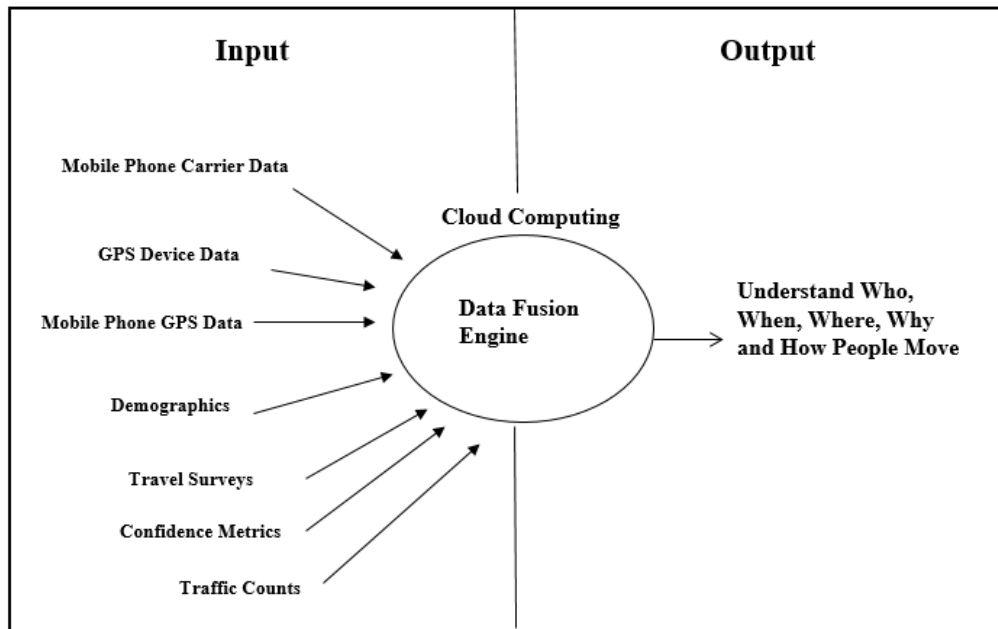 Input
Output
Mobile Phone Carrier Data
Cloud Computing
GPS Device Data
Data Fusion
Engine
Understand Who,
When, Where, Why
and How People Move
Mobile Phone GPS Data
Demographics
Travel Surveys
Confidence Metrics
Traffic Counts